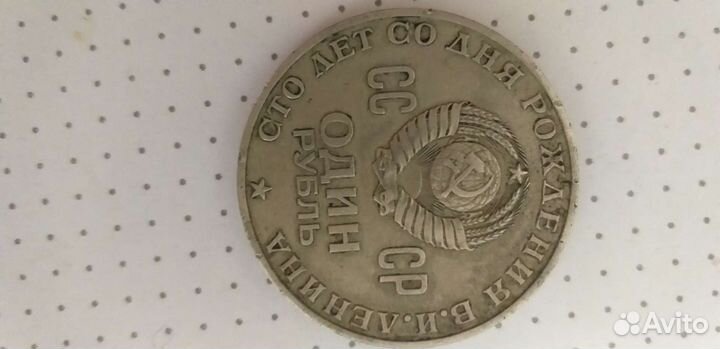 СТО ЛЕТ СО ДНЯ РОЖДЕНИЯ В.И.ЛЕНИНА
СС СР
ОДИН
РУБЛЬ
Avito